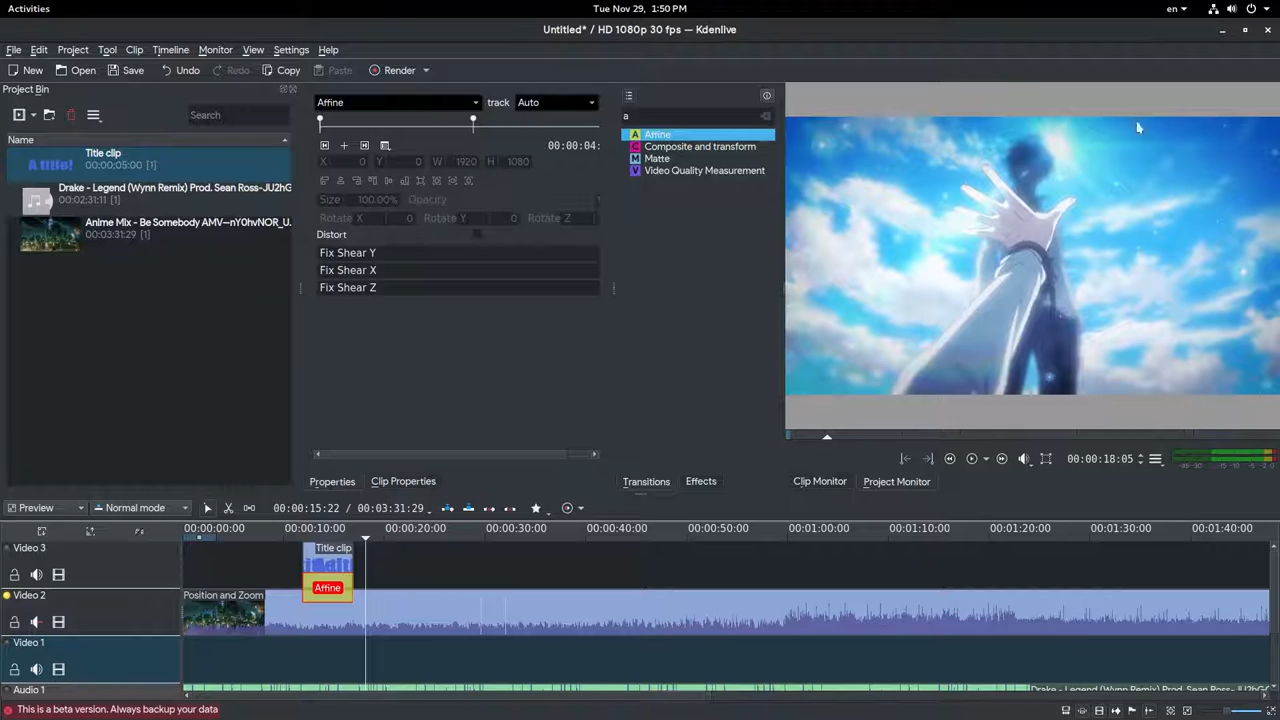 Activities
Tue Nov 29, 1:50 PM
en
Untitled* / HD 1080p 30 fps — Kdenlive
File Edit Project Tool Clip Timeline Monitor View Settings Help
New Open Save Undo Redo Copy Paste Render
Project Bin
Search
Name
Title clip
00:00:05:00 [1]
Drake - Legend (Wynn Remix) Prod. Sean Ross-JU2hG
00:02:31:11 [1]
Anime Mix - Be Somebody AMV—nY0hvNOR_U.
00:03:31:29 [1]
Affine track Auto
00:00:04:
X 0 Y 0 W 1920 H 1080
Size 100.00% Opacity
Rotate X 0 Rotate Y 0 Rotate Z
Distort
Fix Shear Y
Fix Shear X
Fix Shear Z
Properties Clip Properties
a
A Affine
C Composite and transform
M Matte
V Video Quality Measurement
Transitions Effects
00:00:18:05
Clip Monitor Project Monitor
Preview Normal mode 00:00:15:22 / 00:03:31:29
00:00:00:00 00:00:10:00 00:00:20:00 00:00:30:00 00:00:40:00 00:00:50:00 00:01:00:00 00:01:10:00 00:01:20:00 00:01:30:00 00:01:40:00
Video 3
Title clip
Affine
Video 2
Position and Zoom
Video 1
Audio 1
Drake - Legend (Wynn Remix) Prod. Sean Ross-JU2hG
This is a beta version. Always backup your data